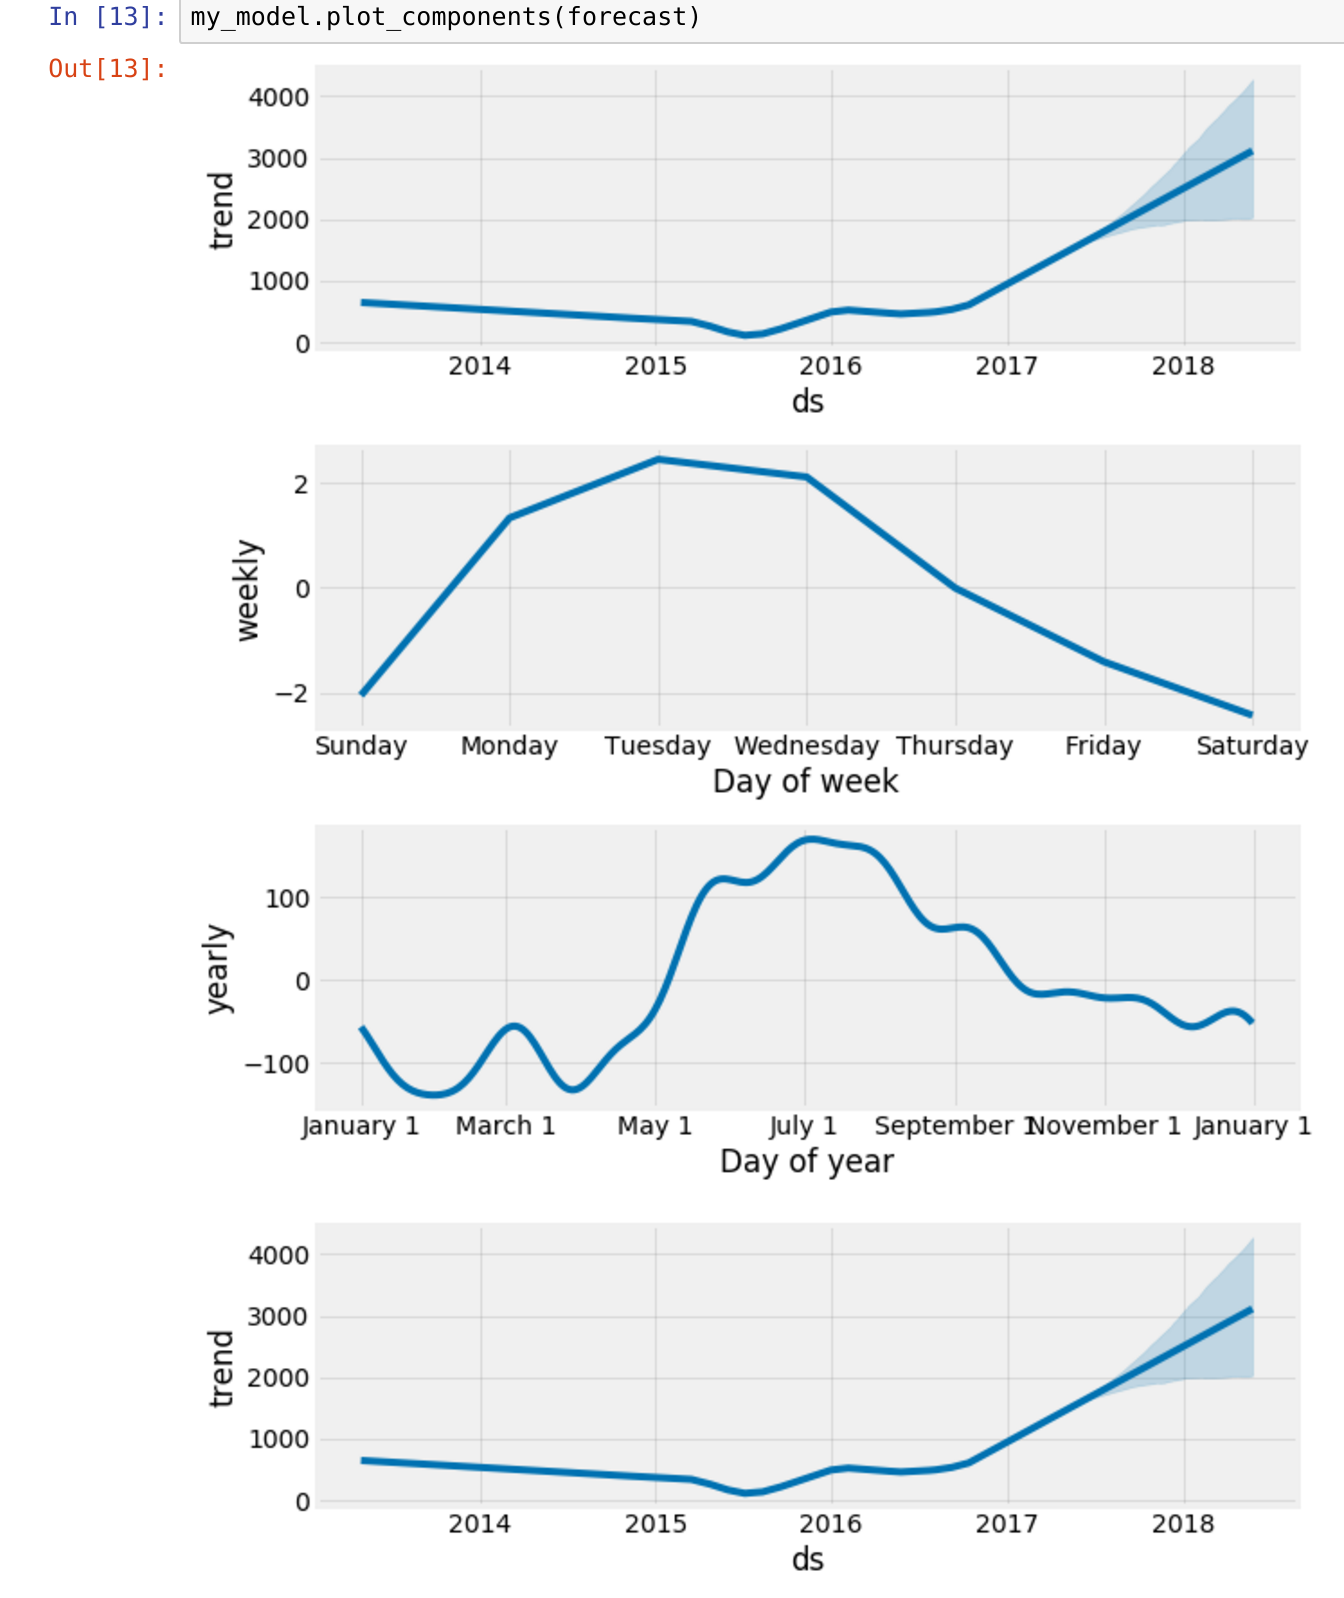 In [13]: my_model.plot_components(forecast)
Out[13]:
4000
3000
2000
1000
0
trend
2014 2015 2016 2017 2018
ds
2
0
−2
weekly
Sunday Monday Tuesday Wednesday Thursday Friday Saturday
Day of week
100
0
−100
yearly
January 1 March 1 May 1 July 1 September 1 November 1 January 1
Day of year
4000
3000
2000
1000
0
trend
2014 2015 2016 2017 2018
ds